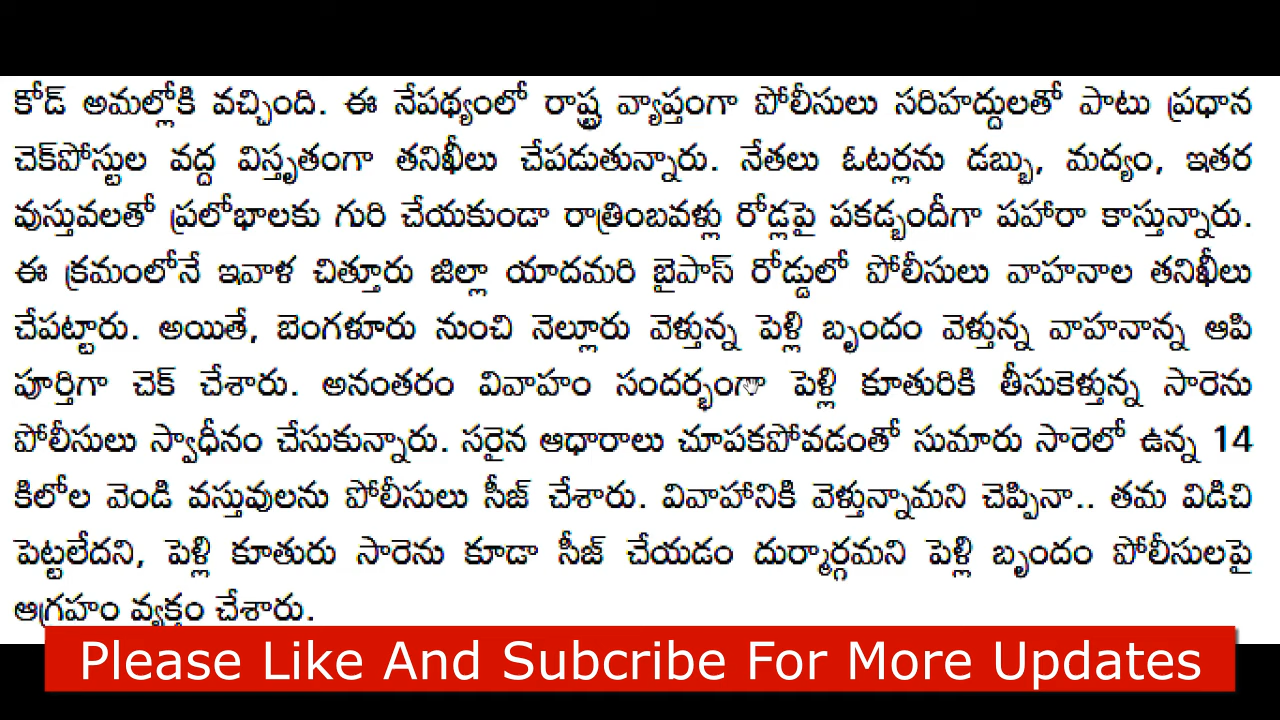 కోడ్ అమల్లోకి వచ్చింది. ఈ నేపథ్యంలో రాష్ట్ర వ్యాప్తంగా పోలీసులు సరిహద్దులతో పాటు ప్రధాన
చెక్‌పోస్టుల వద్ద విస్తృతంగా తనిఖీలు చేపడుతున్నారు. నేతలు ఓటర్లను డబ్బు, మద్యం, ఇతర
వుస్తువలతో ప్రలోభాలకు గురి చేయకుండా రాత్రింబవళ్లు రోడ్లపై పకడ్బందీగా పహారా కాస్తున్నారు.
ఈ క్రమంలోనే ఇవాళ చిత్తూరు జిల్లా యాదమరి బైపాస్ రోడ్డులో పోలీసులు వాహనాల తనిఖీలు
చేపట్టారు. అయితే, బెంగళూరు నుంచి నెల్లూరు వెళ్తున్న పెళ్లి బృందం వెళ్తున్న వాహనాన్న ఆపి
పూర్తిగా చెక్ చేశారు. అనంతరం వివాహం సందర్భంగా పెళ్లి కూతురికి తీసుకెళ్తున్న సారెను
పోలీసులు స్వాధీనం చేసుకున్నారు. సరైన ఆధారాలు చూపకపోవడంతో సుమారు సారెలో ఉన్న 14
కిలోల వెండి వస్తువులను పోలీసులు సీజ్ చేశారు. వివాహానికి వెళ్తున్నామని చెప్పినా.. తమ విడిచి
పెట్టలేదని, పెళ్లి కూతురు సారెను కూడా సీజ్ చేయడం దుర్మార్గమని పెళ్లి బృందం పోలీసులపై
ఆగ్రహం వ్యక్తం చేశారు.
Please Like And Subcribe For More Updates